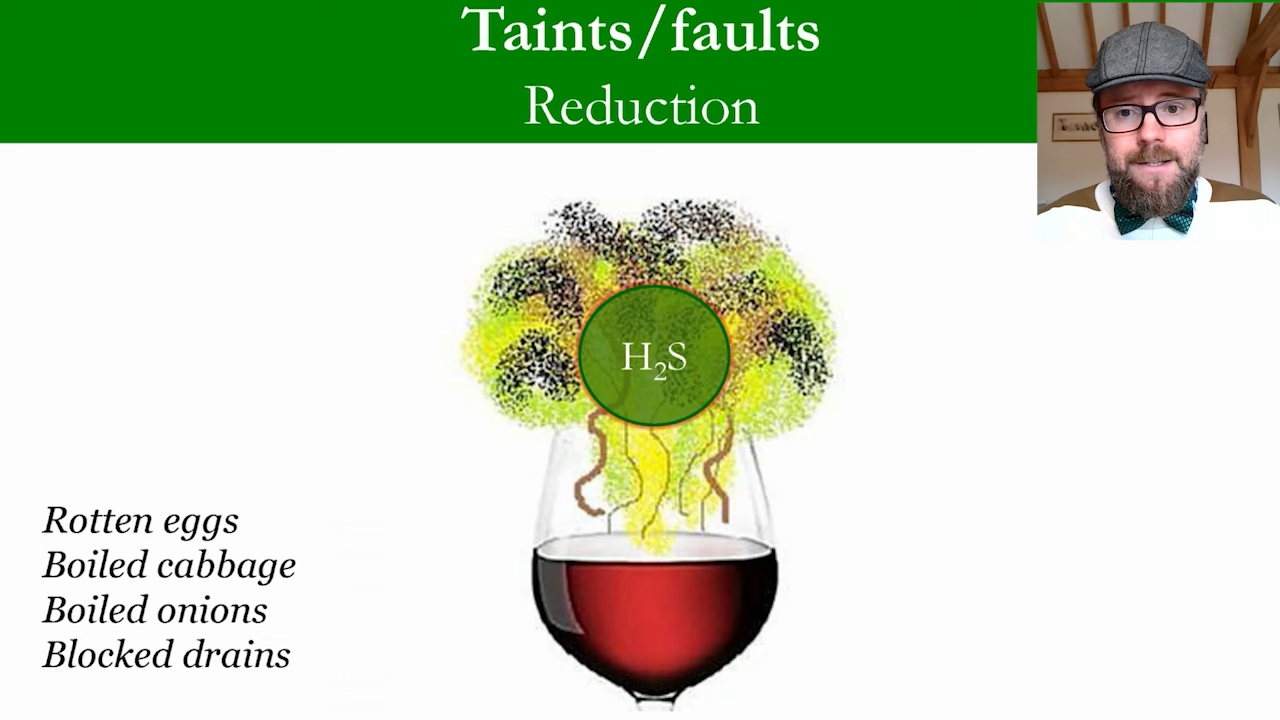 Taints/faults
Reduction
H₂S
Rotten eggs
Boiled cabbage
Boiled onions
Blocked drains